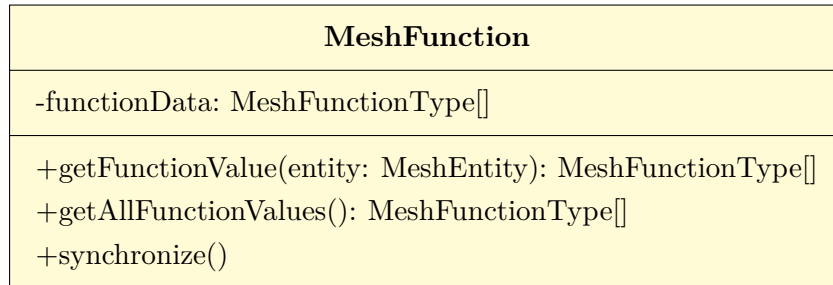 MeshFunction
-functionData: MeshFunctionType[]
+getFunctionValue(entity: MeshEntity): MeshFunctionType[]
+getAllFunctionValues(): MeshFunctionType[]
+synchronize()